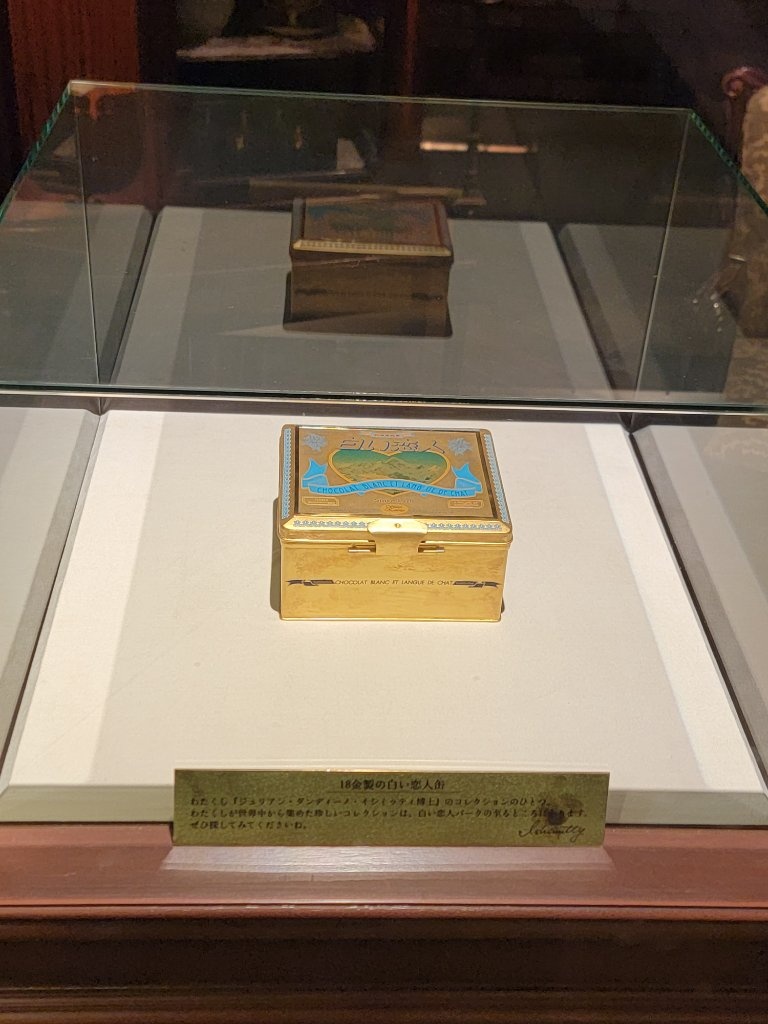 白い恋人
CHOCOLAT BLANC ET LANGUE DE CHAT
CHOCOLAT BLANC ET LANGUE DE CHAT
18金製の白い恋人缶
わたくし『ジュリアン・ダンディーノ・イシミッティ博士』のコレクションのひとつ。
わたくしが世界中から集めた珍しいコレクションは、白い恋人パークの至るところに
ぜひ探してみてくださいね。